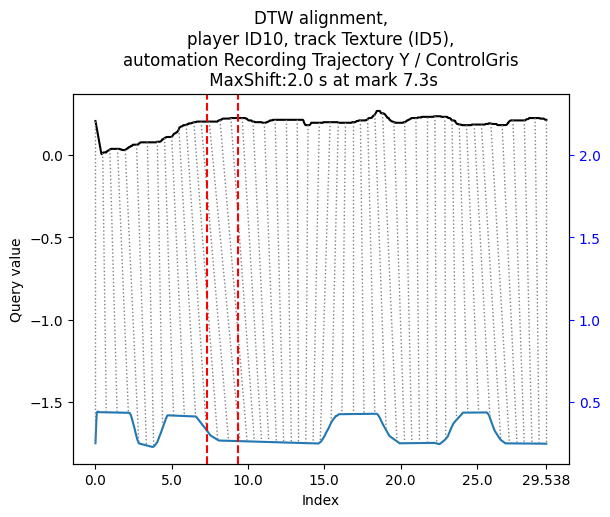 DTW alignment,
player ID10, track Texture (ID5),
automation Recording Trajectory Y / ControlGris
MaxShift:2.0 s at mark 7.3s
Query value
0.0
−0.5
−1.0
−1.5
2.0
1.5
1.0
0.5
0.0 5.0 10.0 15.0 20.0 25.0 29.538
Index